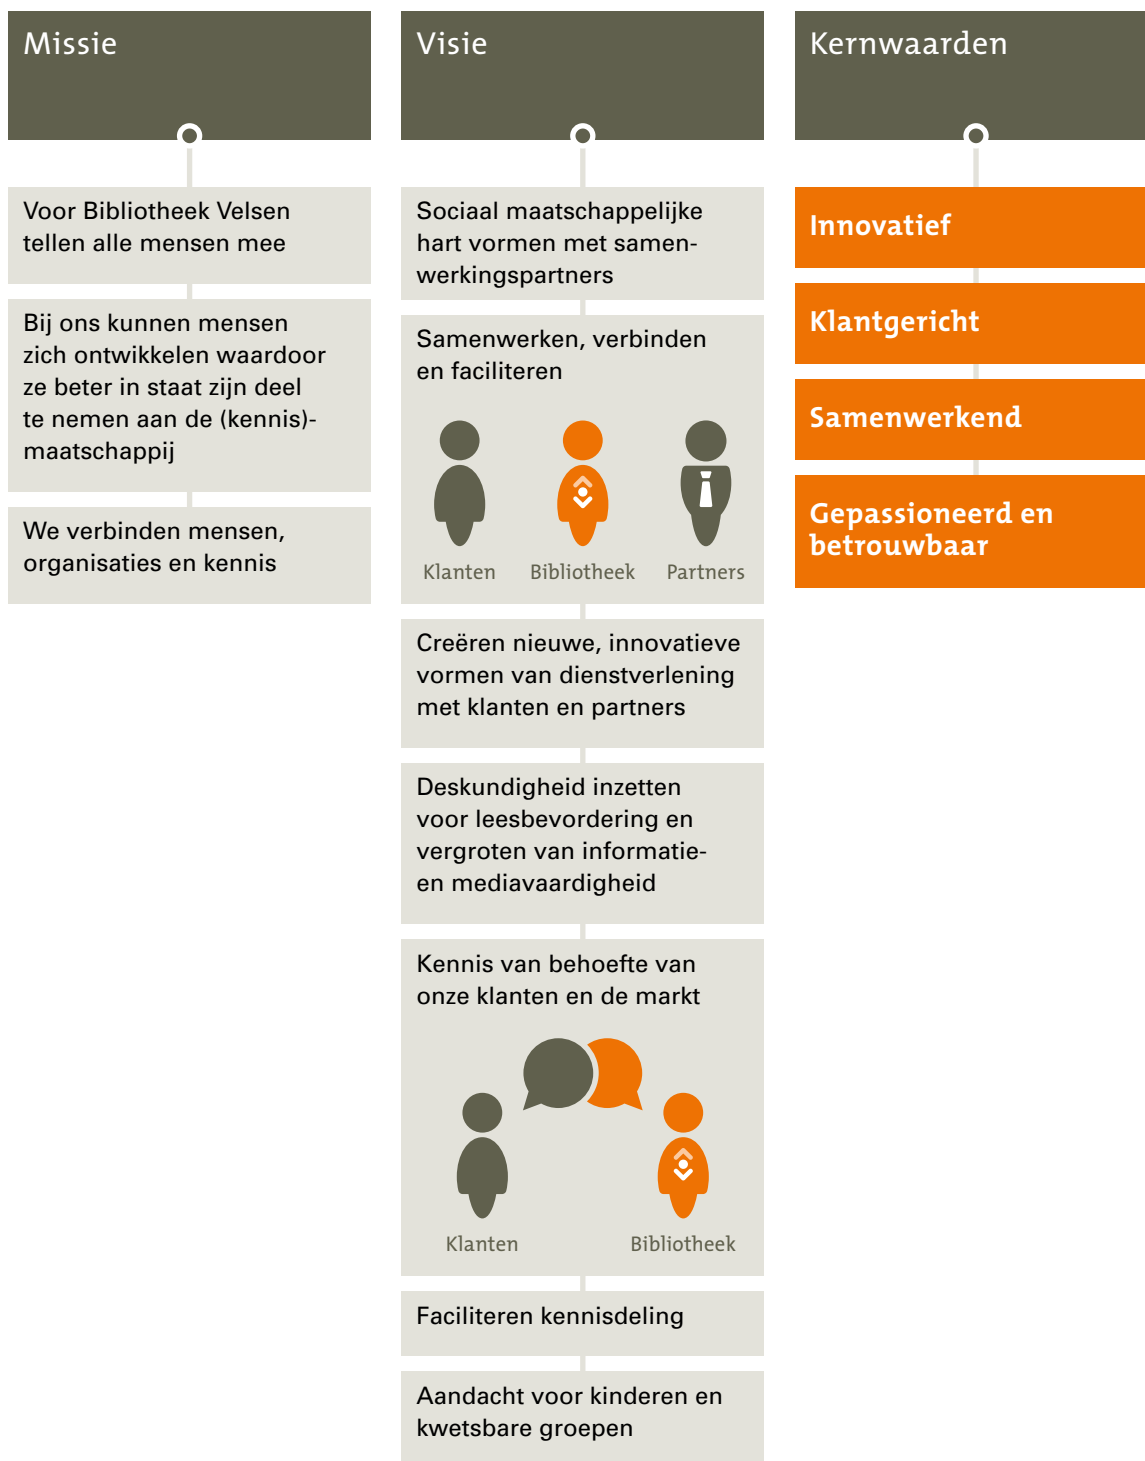 Missie
Voor Bibliotheek Velsen
tellen alle mensen mee
Bij ons kunnen mensen
zich ontwikkelen waardoor
ze beter in staat zijn deel
te nemen aan de (kennis)-
maatschappij
We verbinden mensen,
organisaties en kennis
Visie
Sociaal maatschappelijke
hart vormen met samen-
werkingspartners
Samenwerken, verbinden
en faciliteren
Klanten Bibliotheek Partners
Creëren nieuwe, innovatieve
vormen van dienstverlening
met klanten en partners
Deskundigheid inzetten
voor leesbevordering en
vergroten van informatie-
en mediavaardigheid
Kennis van behoefte van
onze klanten en de markt
Klanten Bibliotheek
Faciliteren kennisdeling
Aandacht voor kinderen en
kwetsbare groepen
Kernwaarden
Innovatief
Klantgericht
Samenwerkend
Gepassioneerd en
betrouwbaar